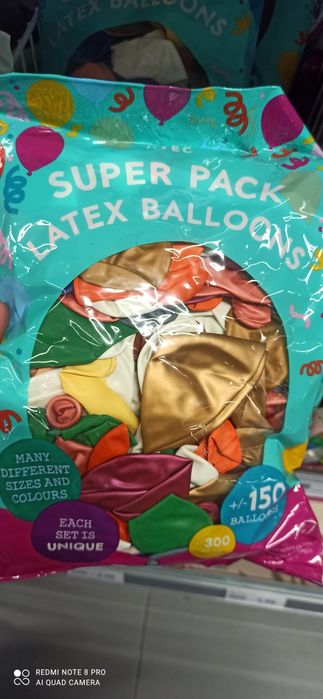 SUPER PACK
LATEX BALLOONS
MANY
DIFFERENT
SIZES AND
COLOURS
EACH
SET IS
UNIQUE
+/-150
BALLOONS
300
REDMI NOTE 8 PRO
AI QUAD CAMERA